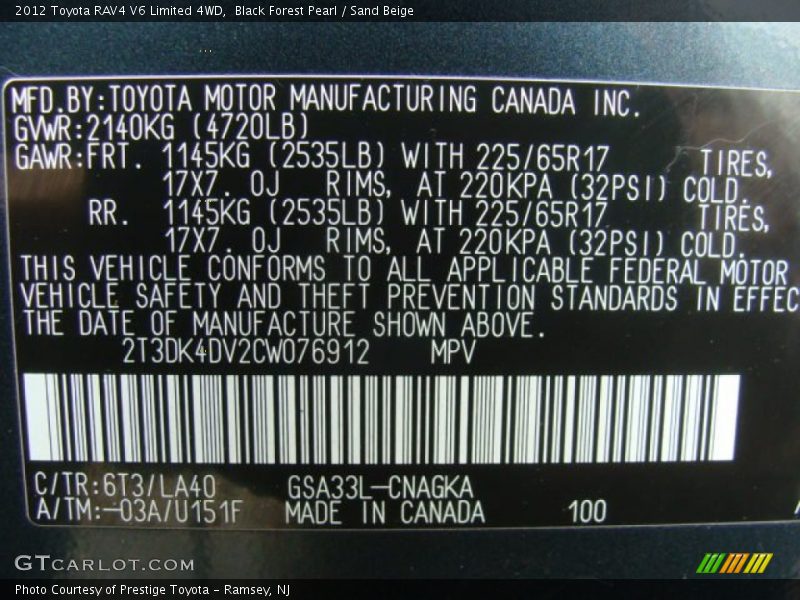 2012 Toyota RAV4 V6 Limited 4WD,  Black Forest Pearl / Sand Beige
MFD.BY:TOYOTA MOTOR MANUFACTURING CANADA INC.
GVWR:2140KG (4720LB)
GAWR:FRT. 1145KG (2535LB) WITH 225/65R17 TIRES,
17X7. 0J RIMS, AT 220KPA (32PSI) COLD.
RR. 1145KG (2535LB) WITH 225/65R17 TIRES,
17X7. 0J RIMS, AT 220KPA (32PSI) COLD.
THIS VEHICLE CONFORMS TO ALL APPLICABLE FEDERAL MOTOR
VEHICLE SAFETY AND THEFT PREVENTION STANDARDS IN EFFEC
THE DATE OF MANUFACTURE SHOWN ABOVE.
2T3DK4DV2CW076912 MPV
C/TR:6T3/LA40 GSA33L-CNAGKA
A/TM:-03A/U151F MADE IN CANADA 100
GTCARLOT.COM
Photo Courtesy of Prestige Toyota - Ramsey, NJ